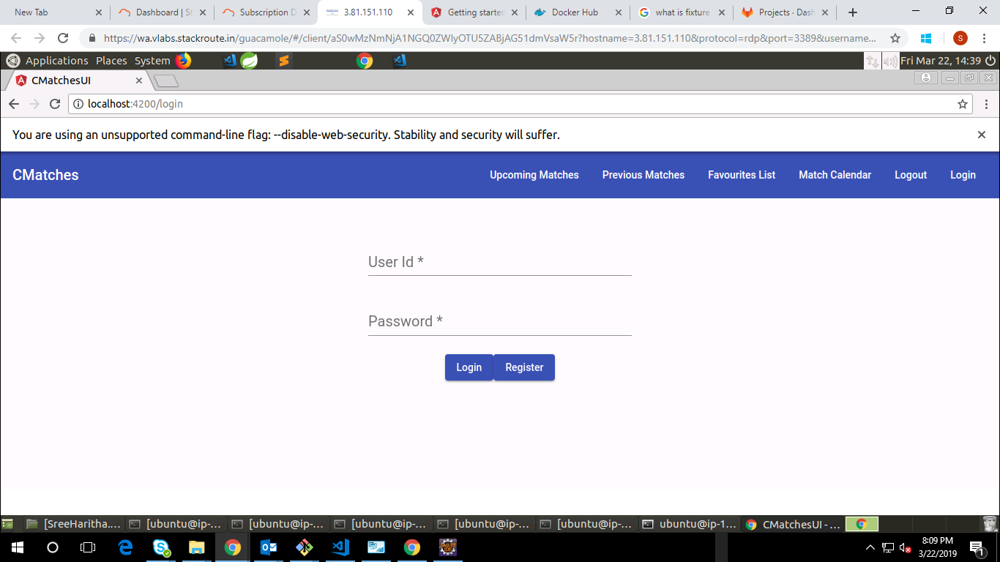 New Tab
Dashboard | St
Subscription D
3.81.151.110
Getting started
Docker Hub
what is fixture
Projects · Dash
https://wa.vlabs.stackroute.in/guacamole/#/client/aS0wMzNmNjA1NGQ0ZWIyOTU5ZABjAG51dmVsaW5r?hostname=3.81.151.110&protocol=rdp&port=3389&username...
S
Applications Places System
Fri Mar 22, 14:39
CMatchesUI
localhost:4200/login
You are using an unsupported command-line flag: --disable-web-security. Stability and security will suffer.
CMatches
Upcoming Matches
Previous Matches
Favourites List
Match Calendar
Logout
Login
User Id *
Password *
Login
Register
[SreeHaritha....
[ubuntu@ip-...
[ubuntu@ip-...
[ubuntu@ip-...
[ubuntu@ip-...
[ubuntu@ip-...
ubuntu@ip-1...
CMatchesUI - ...
8:09 PM
3/22/2019
1